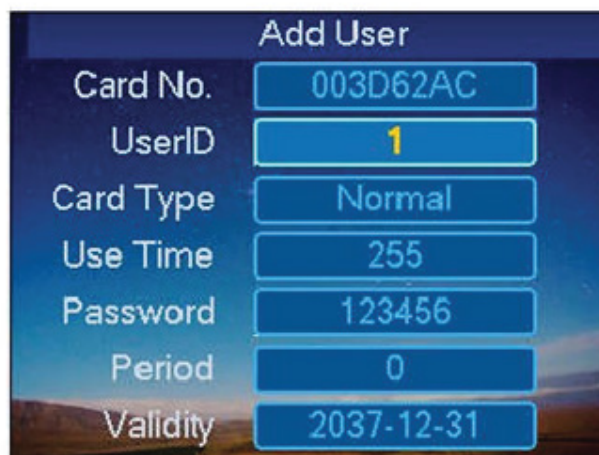 Add User
Card No. 003D62AC
UserID 1
Card Type Normal
Use Time 255
Password 123456
Period 0
Validity 2037-12-31